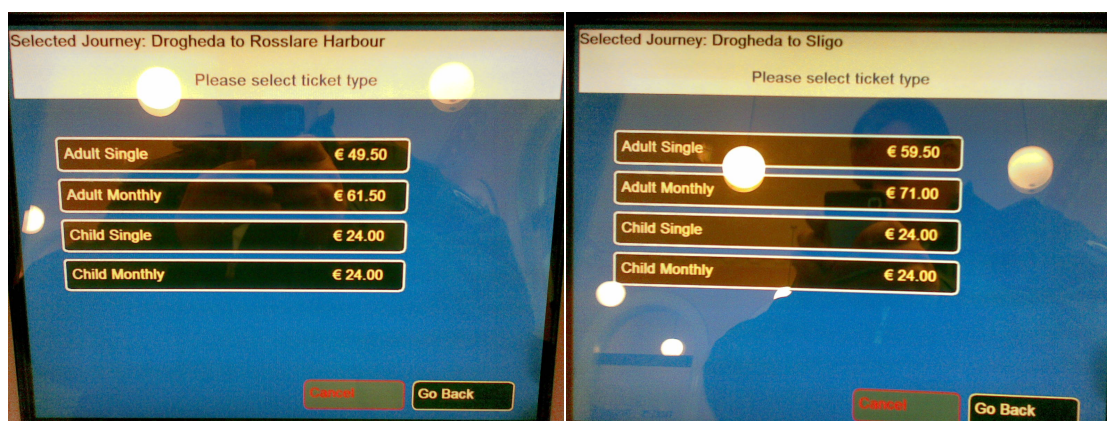 Selected Journey: Drogheda to Rosslare Harbour
Please select ticket type
Adult Single € 49.50
Adult Monthly € 61.50
Child Single € 24.00
Child Monthly € 24.00
Cancel Go Back
Selected Journey: Drogheda to Sligo
Please select ticket type
Adult Single € 59.50
Adult Monthly € 71.00
Child Single € 24.00
Child Monthly € 24.00
Cancel Go Back